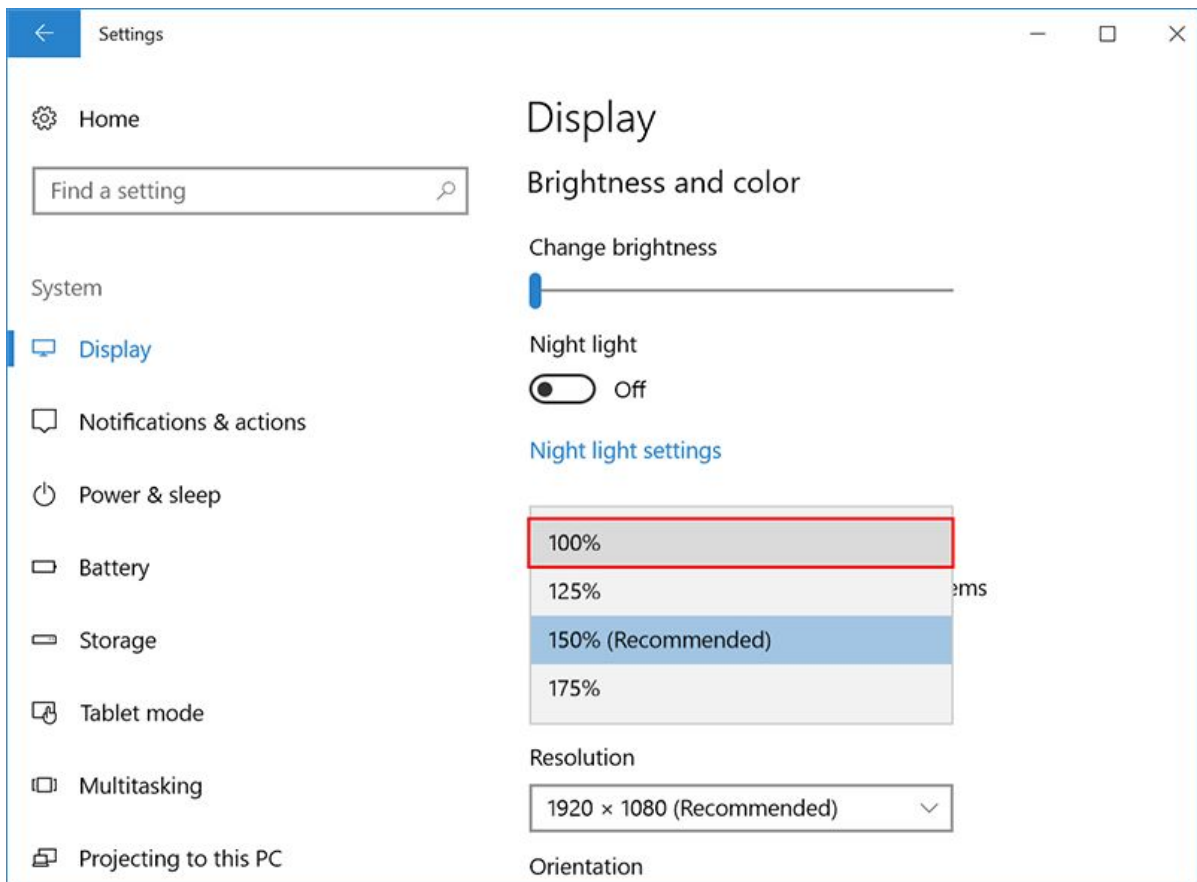 Settings
Home
Find a setting
System
Display
Notifications & actions
Power & sleep
Battery
Storage
Tablet mode
Multitasking
Projecting to this PC
Display
Brightness and color
Change brightness
Night light
Off
Night light settings
100%
125%
150% (Recommended)
175%
Resolution
1920 × 1080 (Recommended)
Orientation